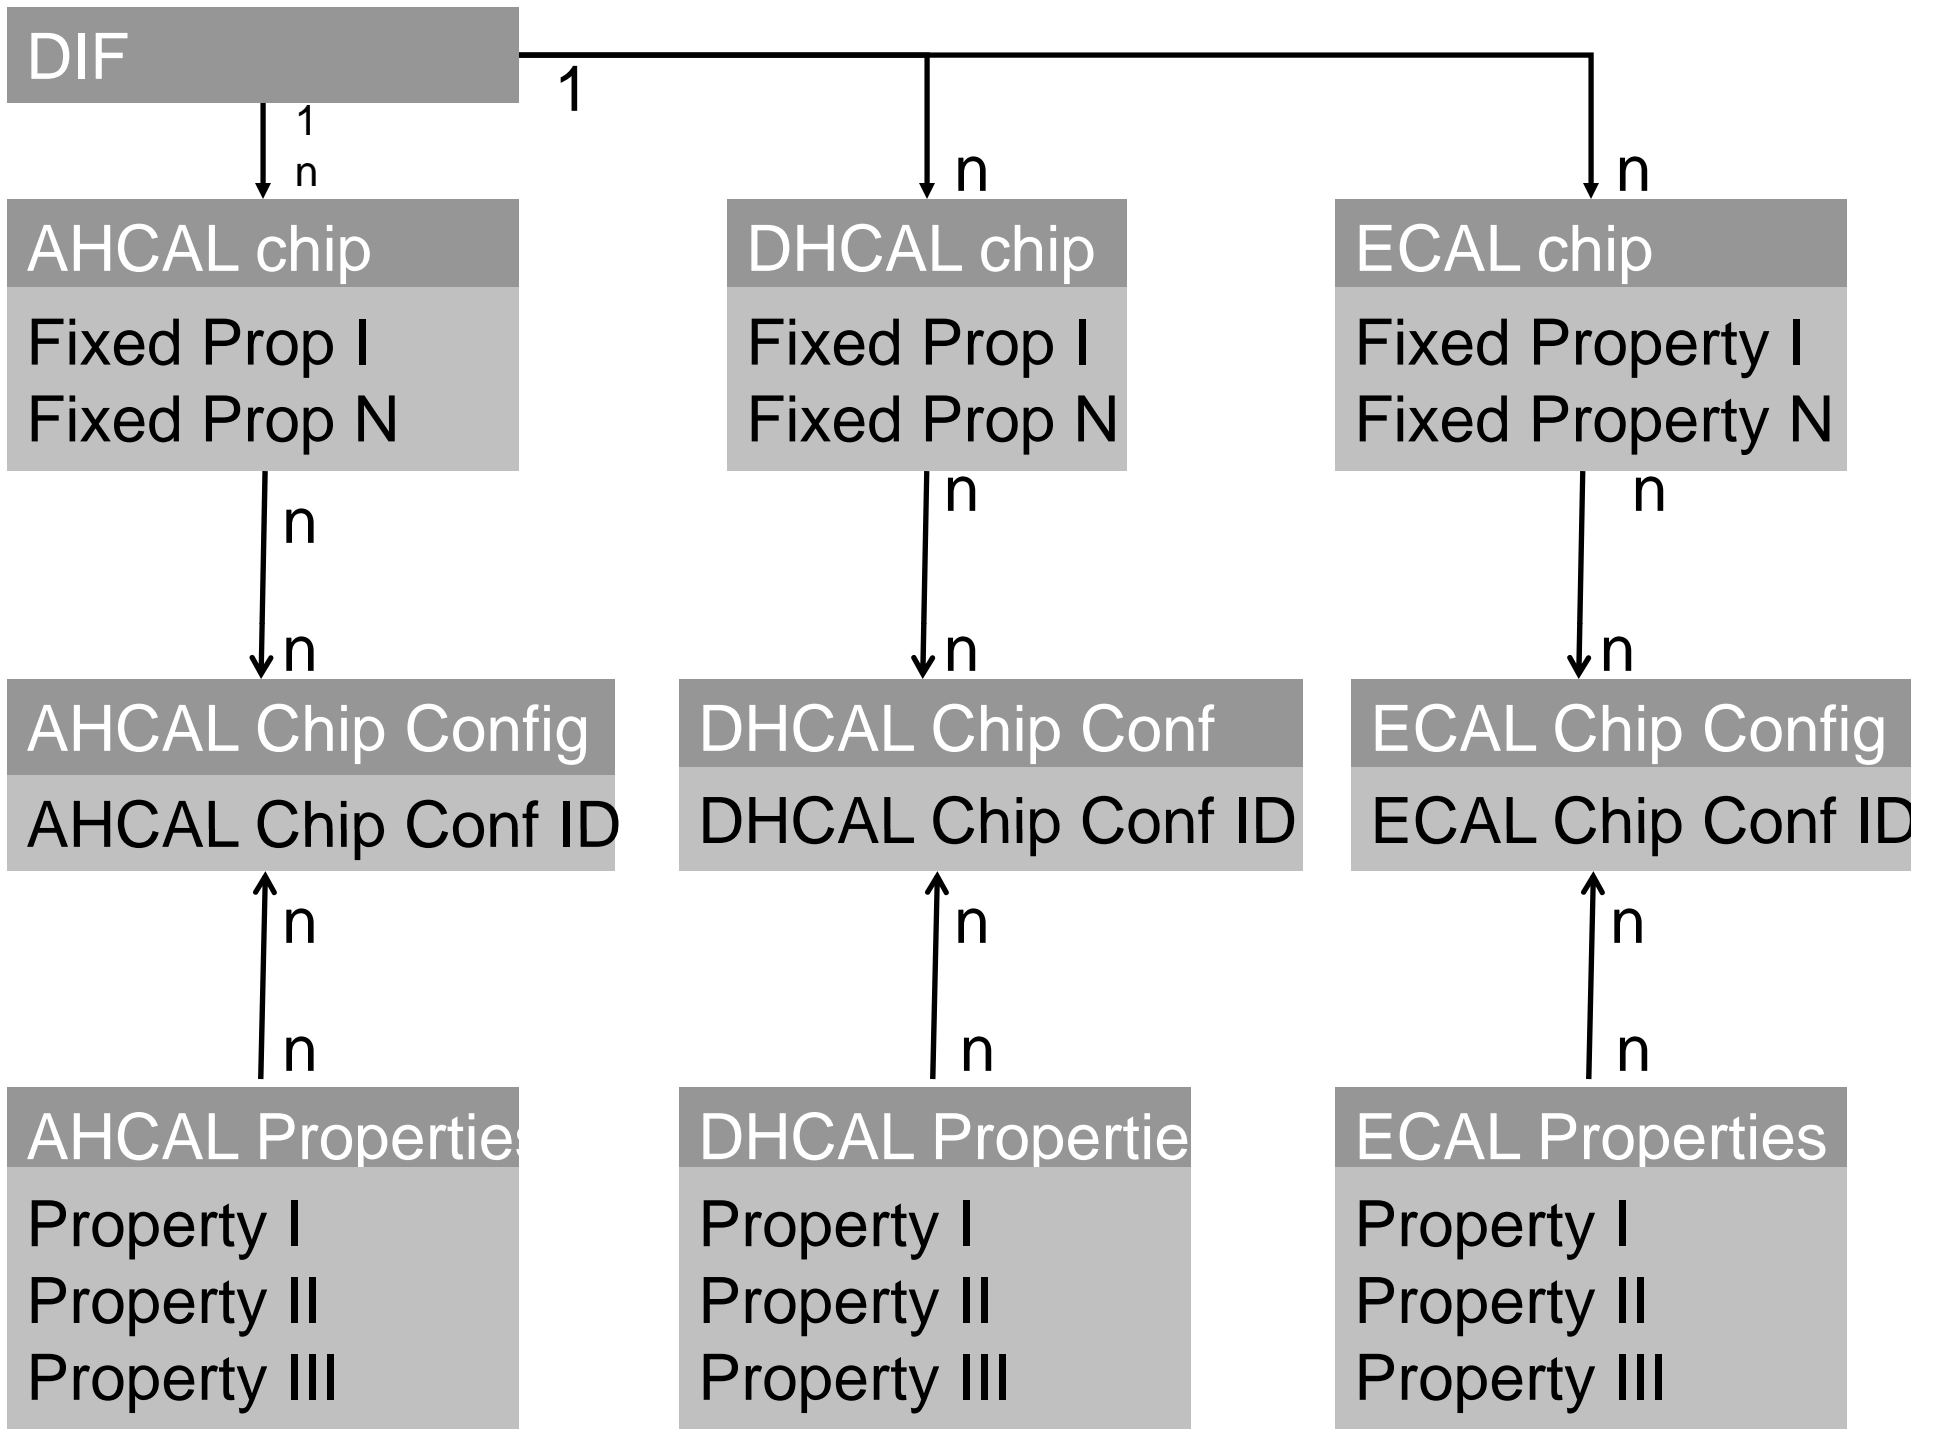 DIF
1
1
n
n
n
AHCAL chip
Fixed Prop I
Fixed Prop N
DHCAL chip
Fixed Prop I
Fixed Prop N
ECAL chip
Fixed Property I
Fixed Property N
n
n
n
n
n
n
AHCAL Chip Config
AHCAL Chip Conf ID
DHCAL Chip Conf
DHCAL Chip Conf ID
ECAL Chip Config
ECAL Chip Conf ID
n
n
n
n
n
n
AHCAL Properties
Property I
Property II
Property III
DHCAL Propertie
Property I
Property II
Property III
ECAL Properties
Property I
Property II
Property III